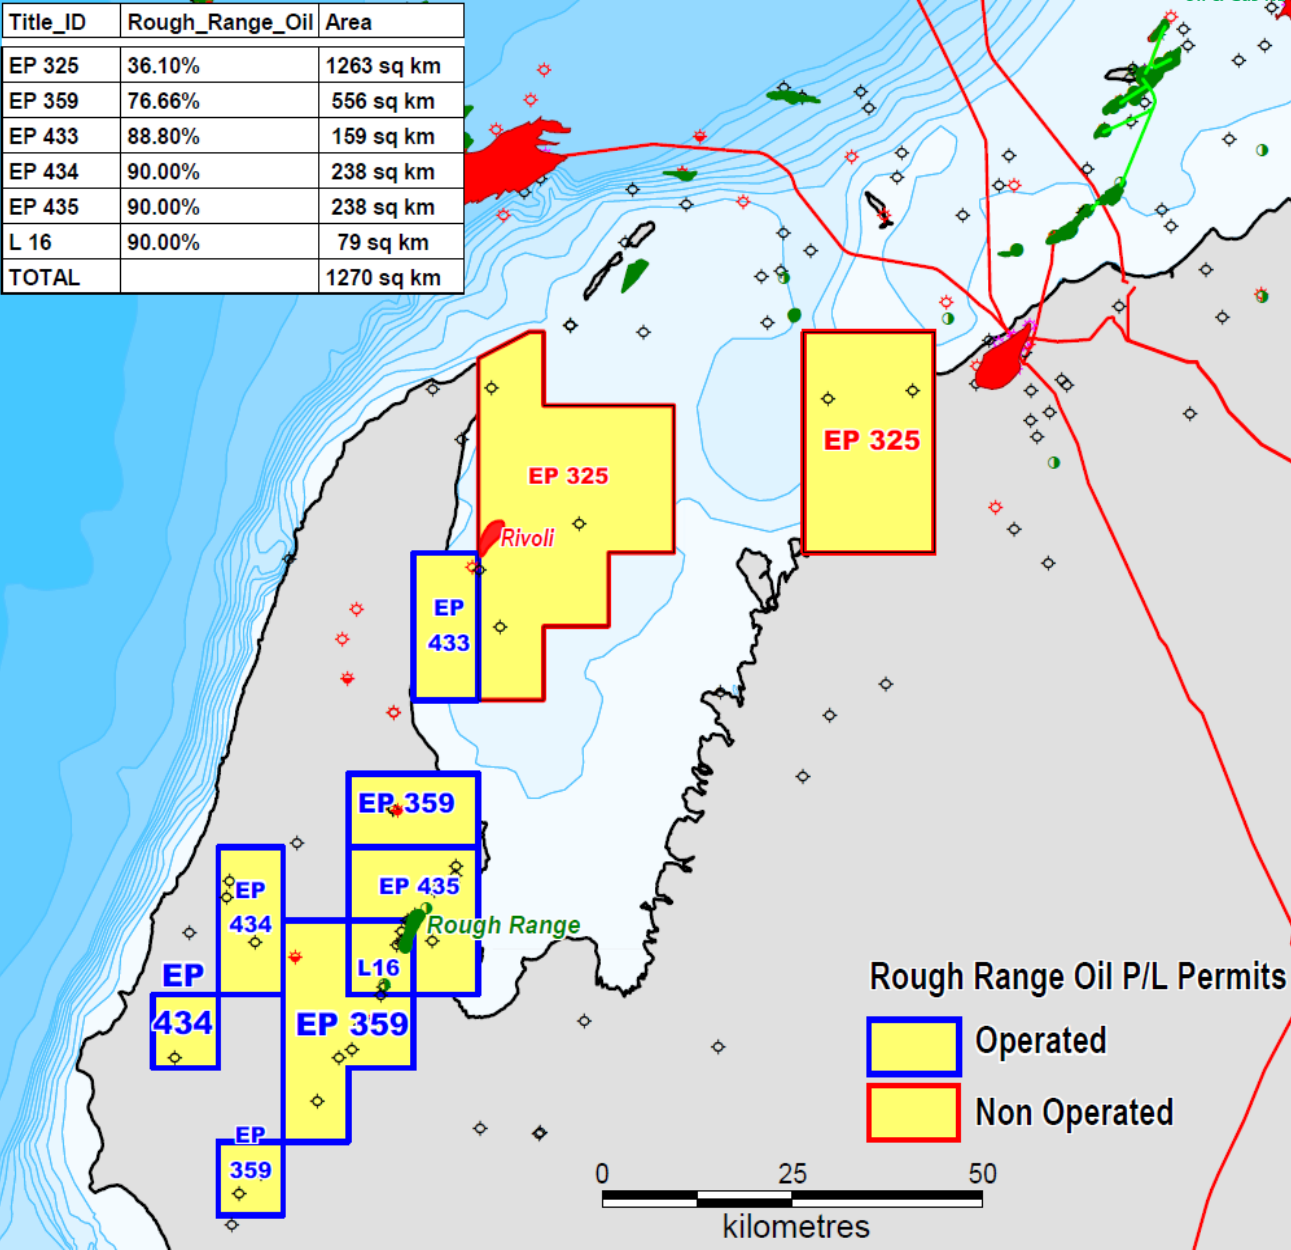 Title_ID Rough_Range_Oil Area
EP 325 36.10% 1263 sq km
EP 359 76.66% 556 sq km
EP 433 88.80% 159 sq km
EP 434 90.00% 238 sq km
EP 435 90.00% 238 sq km
L 16 90.00% 79 sq km
TOTAL 1270 sq km
EP 325
EP 325
Rivoli
EP
433
EP 359
EP 435
EP
434
Rough Range
L16
EP
434
EP 359
EP
359
Rough Range Oil P/L Permits
Operated
Non Operated
0 25 50
kilometres